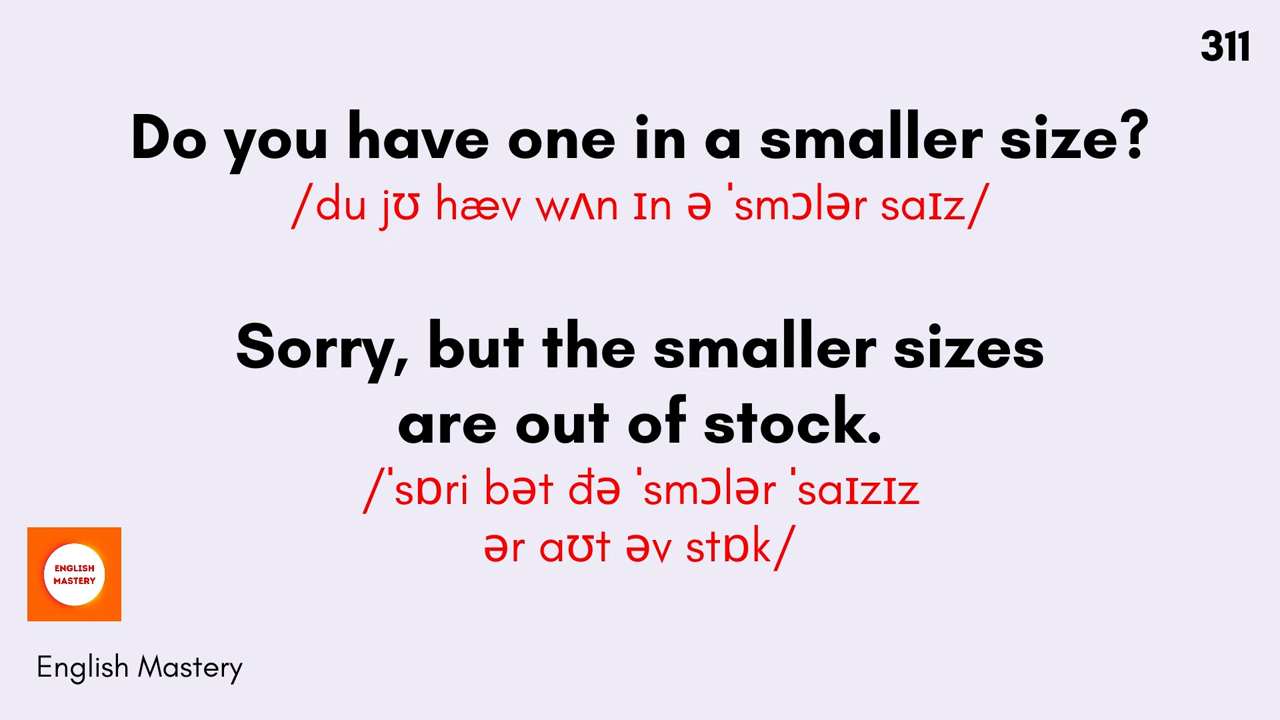 311
Do you have one in a smaller size?
/du jʊ hæv wʌn ɪn ə ˈsmɔlər saɪz/
Sorry, but the smaller sizes
are out of stock.
/ˈsɒri bət đə ˈsmɔlər ˈsaɪzɪz
ər aʊt əv stɒk/
ENGLISH
MASTERY
English Mastery